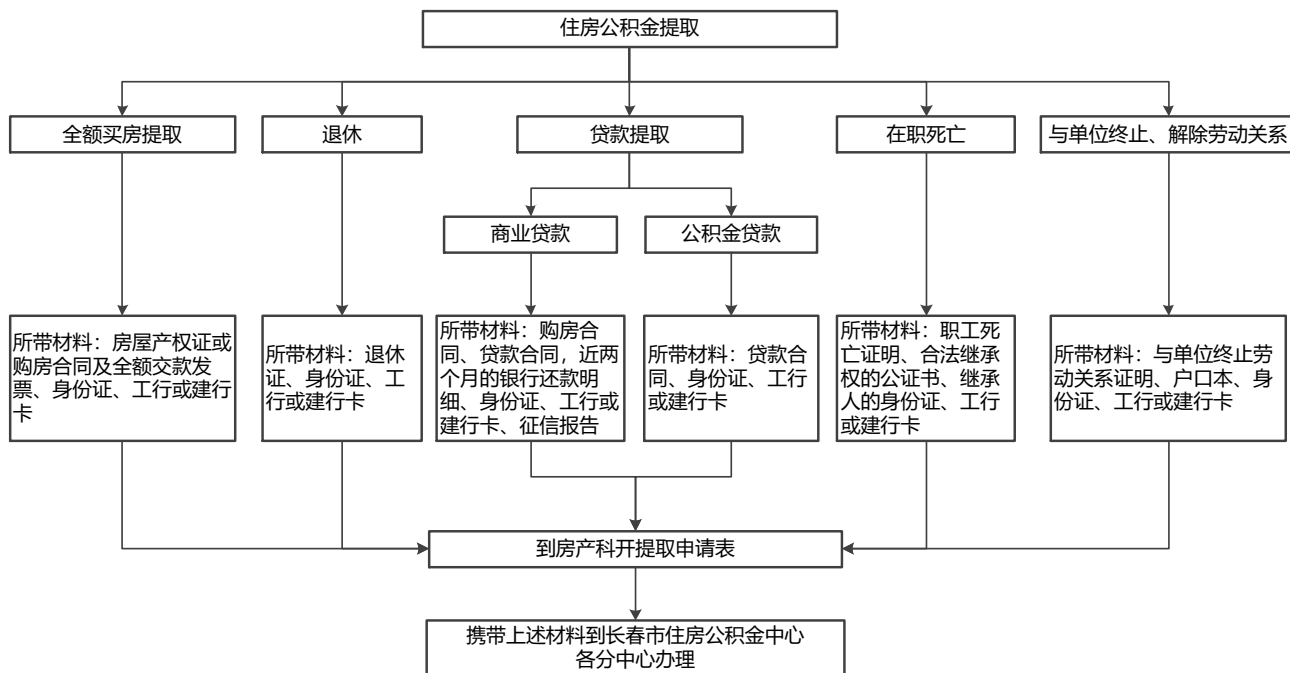 住房公积金提取
全额买房提取
退休
贷款提取
在职死亡
与单位终止、解除劳动关系
商业贷款
公积金贷款
所带材料：房屋产权证或
购房合同及全额交款发
票、身份证、工行或建行
卡
所带材料：退休
证、身份证、工
行或建行卡
所带材料：购房合
同、贷款合同，近两
个月的银行还款明
细、身份证、工行或
建行卡、征信报告
所带材料：贷款合
同、身份证、工行
或建行卡
所带材料：职工死
亡证明、合法继承
权的公证书、继承
人的身份证、工行
或建行卡
所带材料：与单位终止劳
动关系证明、户口本、身
份证、工行或建行卡
到房产科开提取申请表
携带上述材料到长春市住房公积金中心
各分中心办理